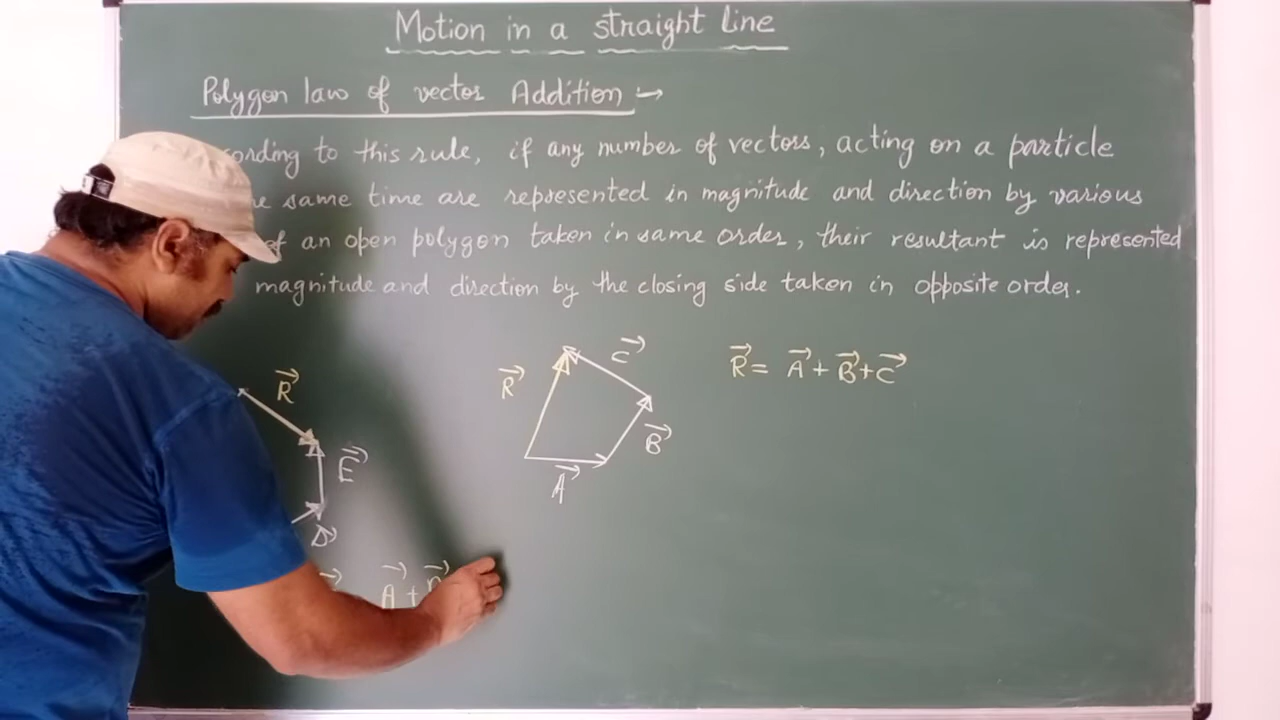 Motion in a straight line
Polygon law of vector Addition :→
to this rule, if any number of vectors, acting on a particle
same time are represented in magnitude and direction by various
of an open polygon taken in same order, their resultant is represented
magnitude and direction by the closing side taken in opposite order.
R⃗
E⃗
D⃗
R⃗
C⃗
B⃗
A⃗
R⃗ = A⃗ + B⃗ + C⃗
A⃗ +